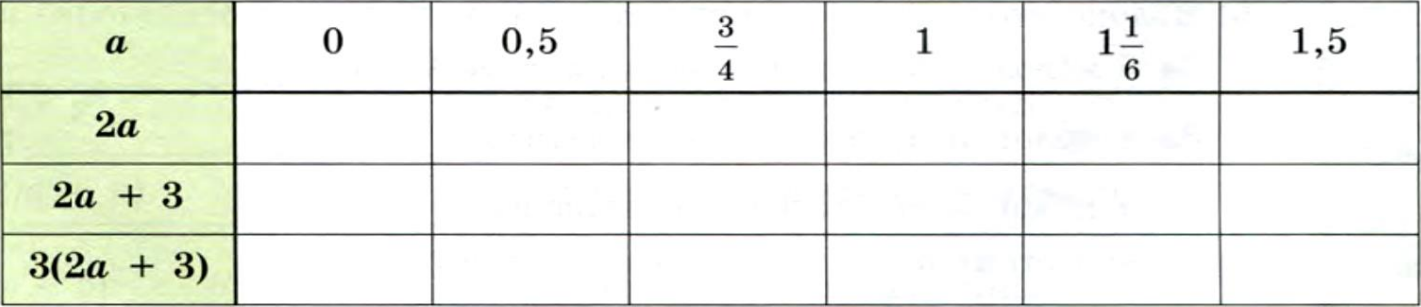 a 0 0,5 3/4 1 1 1/6 1,5
2a
2a + 3
3(2a + 3)